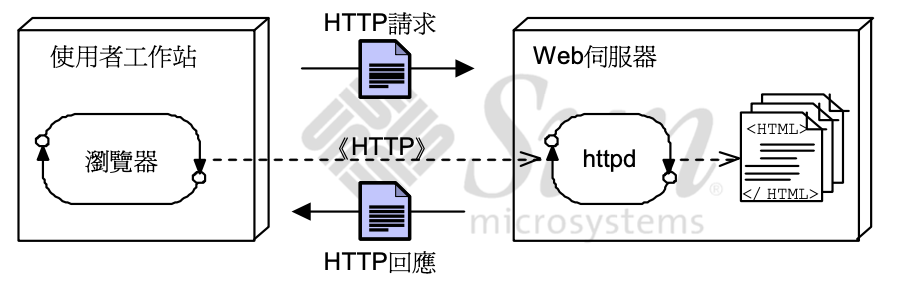 HTTP請求
使用者工作站
Web伺服器
瀏覽器
《HTTP》
httpd
<HTML>
</ HTML>
HTTP回應
Sun
microsystems
®